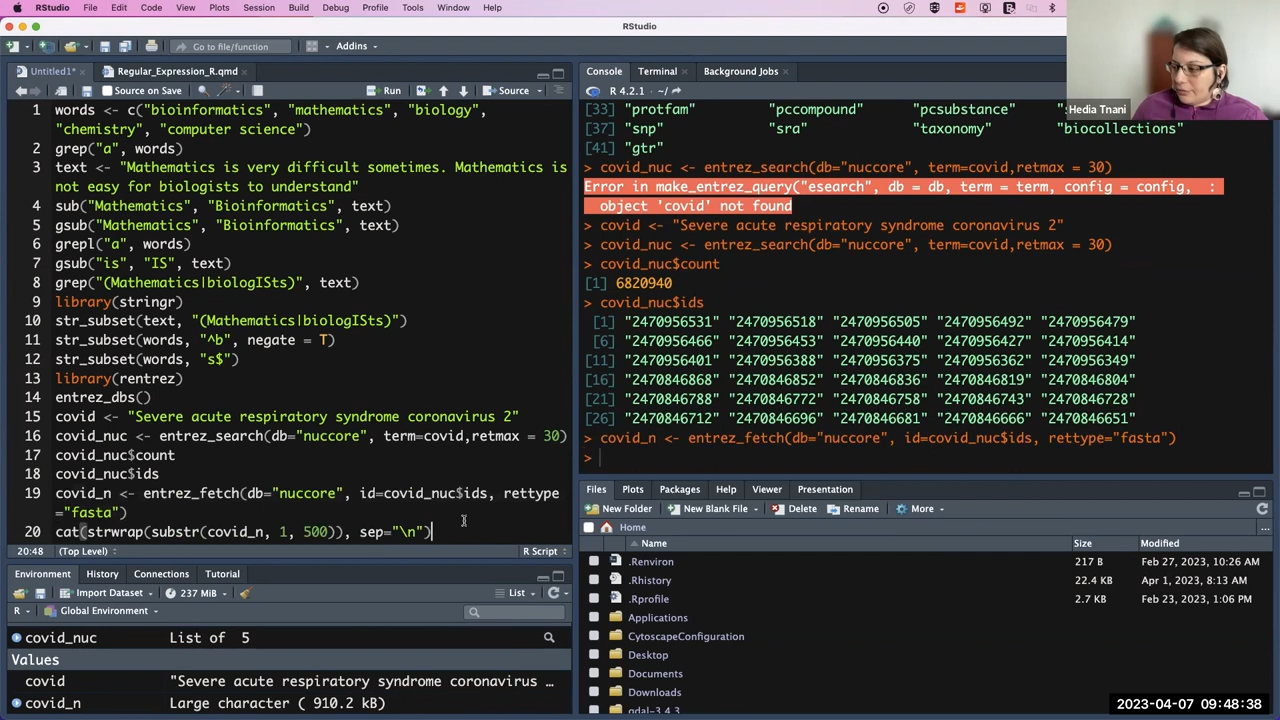 RStudio File Edit Code View Plots Session Build Debug Profile Tools Window Help
RStudio
Go to file/function Addins
Untitled1* Regular_Expression_R.qmd
Source on Save Run Source
1 words <- c("bioinformatics", "mathematics", "biology",
"chemistry", "computer science")
2 grep("a", words)
3 text <- "Mathematics is very difficult sometimes. Mathematics is
not easy for biologists to understand"
4 sub("Mathematics", "Bioinformatics", text)
5 gsub("Mathematics", "Bioinformatics", text)
6 grepl("a", words)
7 gsub("is", "IS", text)
8 grep("(Mathematics|biologISts)", text)
9 library(stringr)
10 str_subset(text, "(Mathematics|biologISts)")
11 str_subset(words, "^b", negate = T)
12 str_subset(words, "s$")
13 library(rentrez)
14 entrez_dbs()
15 covid <- "Severe acute respiratory syndrome coronavirus 2"
16 covid_nuc <- entrez_search(db="nuccore", term=covid,retmax = 30)
17 covid_nuc$count
18 covid_nuc$ids
19 covid_n <- entrez_fetch(db="nuccore", id=covid_nuc$ids, rettype
="fasta")
20 cat(strwrap(substr(covid_n, 1, 500)), sep="\n")
20:48 (Top Level) R Script
Environment History Connections Tutorial
Import Dataset 237 MiB List
R Global Environment
covid_nuc List of 5
Values
covid "Severe acute respiratory syndrome coronavirus …
covid_n Large character ( 910.2 kB)
Console Terminal Background Jobs
R 4.2.1 · ~/
[33] "protfam" "pccompound" "pcsubstance"
[37] "snp" "sra" "taxonomy" "biocollections"
[41] "gtr"
> covid_nuc <- entrez_search(db="nuccore", term=covid,retmax = 30)
Error in make_entrez_query("esearch", db = db, term = term, config = config, :
object 'covid' not found
> covid <- "Severe acute respiratory syndrome coronavirus 2"
> covid_nuc <- entrez_search(db="nuccore", term=covid,retmax = 30)
> covid_nuc$count
[1] 6820940
> covid_nuc$ids
[1] "2470956531" "2470956518" "2470956505" "2470956492" "2470956479"
[6] "2470956466" "2470956453" "2470956440" "2470956427" "2470956414"
[11] "2470956401" "2470956388" "2470956375" "2470956362" "2470956349"
[16] "2470846868" "2470846852" "2470846836" "2470846819" "2470846804"
[21] "2470846788" "2470846772" "2470846758" "2470846743" "2470846728"
[26] "2470846712" "2470846696" "2470846681" "2470846666" "2470846651"
> covid_n <- entrez_fetch(db="nuccore", id=covid_nuc$ids, rettype="fasta")
>
Files Plots Packages Help Viewer Presentation
New Folder New Blank File Delete Rename More
Home
Name Size Modified
.Renviron 217 B Feb 27, 2023, 10:26 AM
.Rhistory 22.4 KB Apr 1, 2023, 8:13 AM
.Rprofile 2.7 KB Feb 23, 2023, 1:06 PM
Applications
CytoscapeConfiguration
Desktop
Documents
Downloads
gdal-3.4.3
Hedia Tnani
2023-04-07 09:48:38